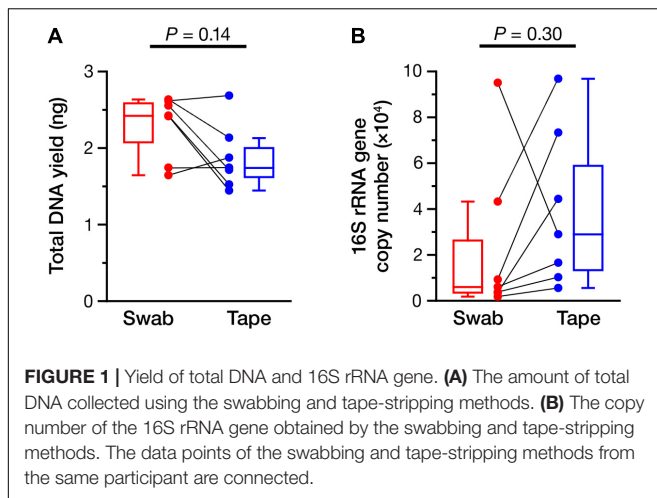 A
P = 0.14
Total DNA yield (ng)
3
2
1
0
Swab Tape
B
P = 0.30
16S rRNA gene
copy number (×10⁴)
10
8
6
4
2
0
Swab Tape
FIGURE 1 | Yield of total DNA and 16S rRNA gene. (A) The amount of total
DNA collected using the swabbing and tape-stripping methods. (B) The copy
number of the 16S rRNA gene obtained by the swabbing and tape-stripping
methods. The data points of the swabbing and tape-stripping methods from
the same participant are connected.